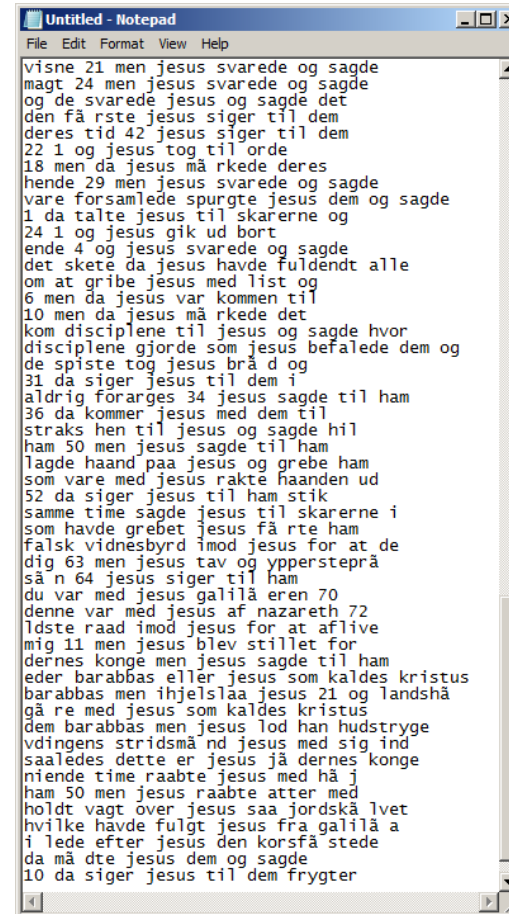 Untitled - Notepad
File Edit Format View Help
visne 21 men jesus svarede og sagde
magt 24 men jesus svarede og sagde
og de svarede jesus og sagde det
den fã rste jesus siger til dem
deres tid 42 jesus siger til dem
22 1 og jesus tog til orde
18 men da jesus mã rkede deres
hende 29 men jesus svarede og sagde
vare forsamlede spurgte jesus dem og sagde
1 da talte jesus til skarerne og
24 1 og jesus gik ud bort
ende 4 og jesus svarede og sagde
det skete da jesus havde fuldendt alle
om at gribe jesus med list og
6 men da jesus var kommen til
10 men da jesus mã rkede det
kom disciplene til jesus og sagde hvor
disciplene gjorde som jesus befalede dem og
de spiste tog jesus brã d og
31 da siger jesus til dem i
aldrig forarges 34 jesus sagde til ham
36 da kommer jesus med dem til
straks hen til jesus og sagde hil
ham 50 men jesus sagde til ham
lagde haand paa jesus og grebe ham
som vare med jesus rakte haanden ud
52 da siger jesus til ham stik
samme time sagde jesus til skarerne i
som havde grebet jesus fã rte ham
falsk vidnesbyrd imod jesus for at de
dig 63 men jesus tav og ypperstepr㠀
sã n 64 jesus siger til ham
du var med jesus galilã eren 70
denne var med jesus af nazareth 72
ldste raad imod jesus for at aflive
mig 11 men jesus blev stillet for
dernes konge men jesus sagde til ham
eder barabbas eller jesus som kaldes kristus
barabbas men ihjelslaa jesus 21 og landshã
gã re med jesus som kaldes kristus
dem barabbas men jesus lod han hudstryge
vdingens stridsmã nd jesus med sig ind
saaledes dette er jesus jã dernes konge
niende time raabte jesus med hã j
ham 50 men jesus raabte atter med
holdt vagt over jesus saa jordskã lvet
hvilke havde fulgt jesus fra galilã a
i lede efter jesus den korsfã stede
da mã dte jesus dem og sagde
10 da siger jesus til dem frygter